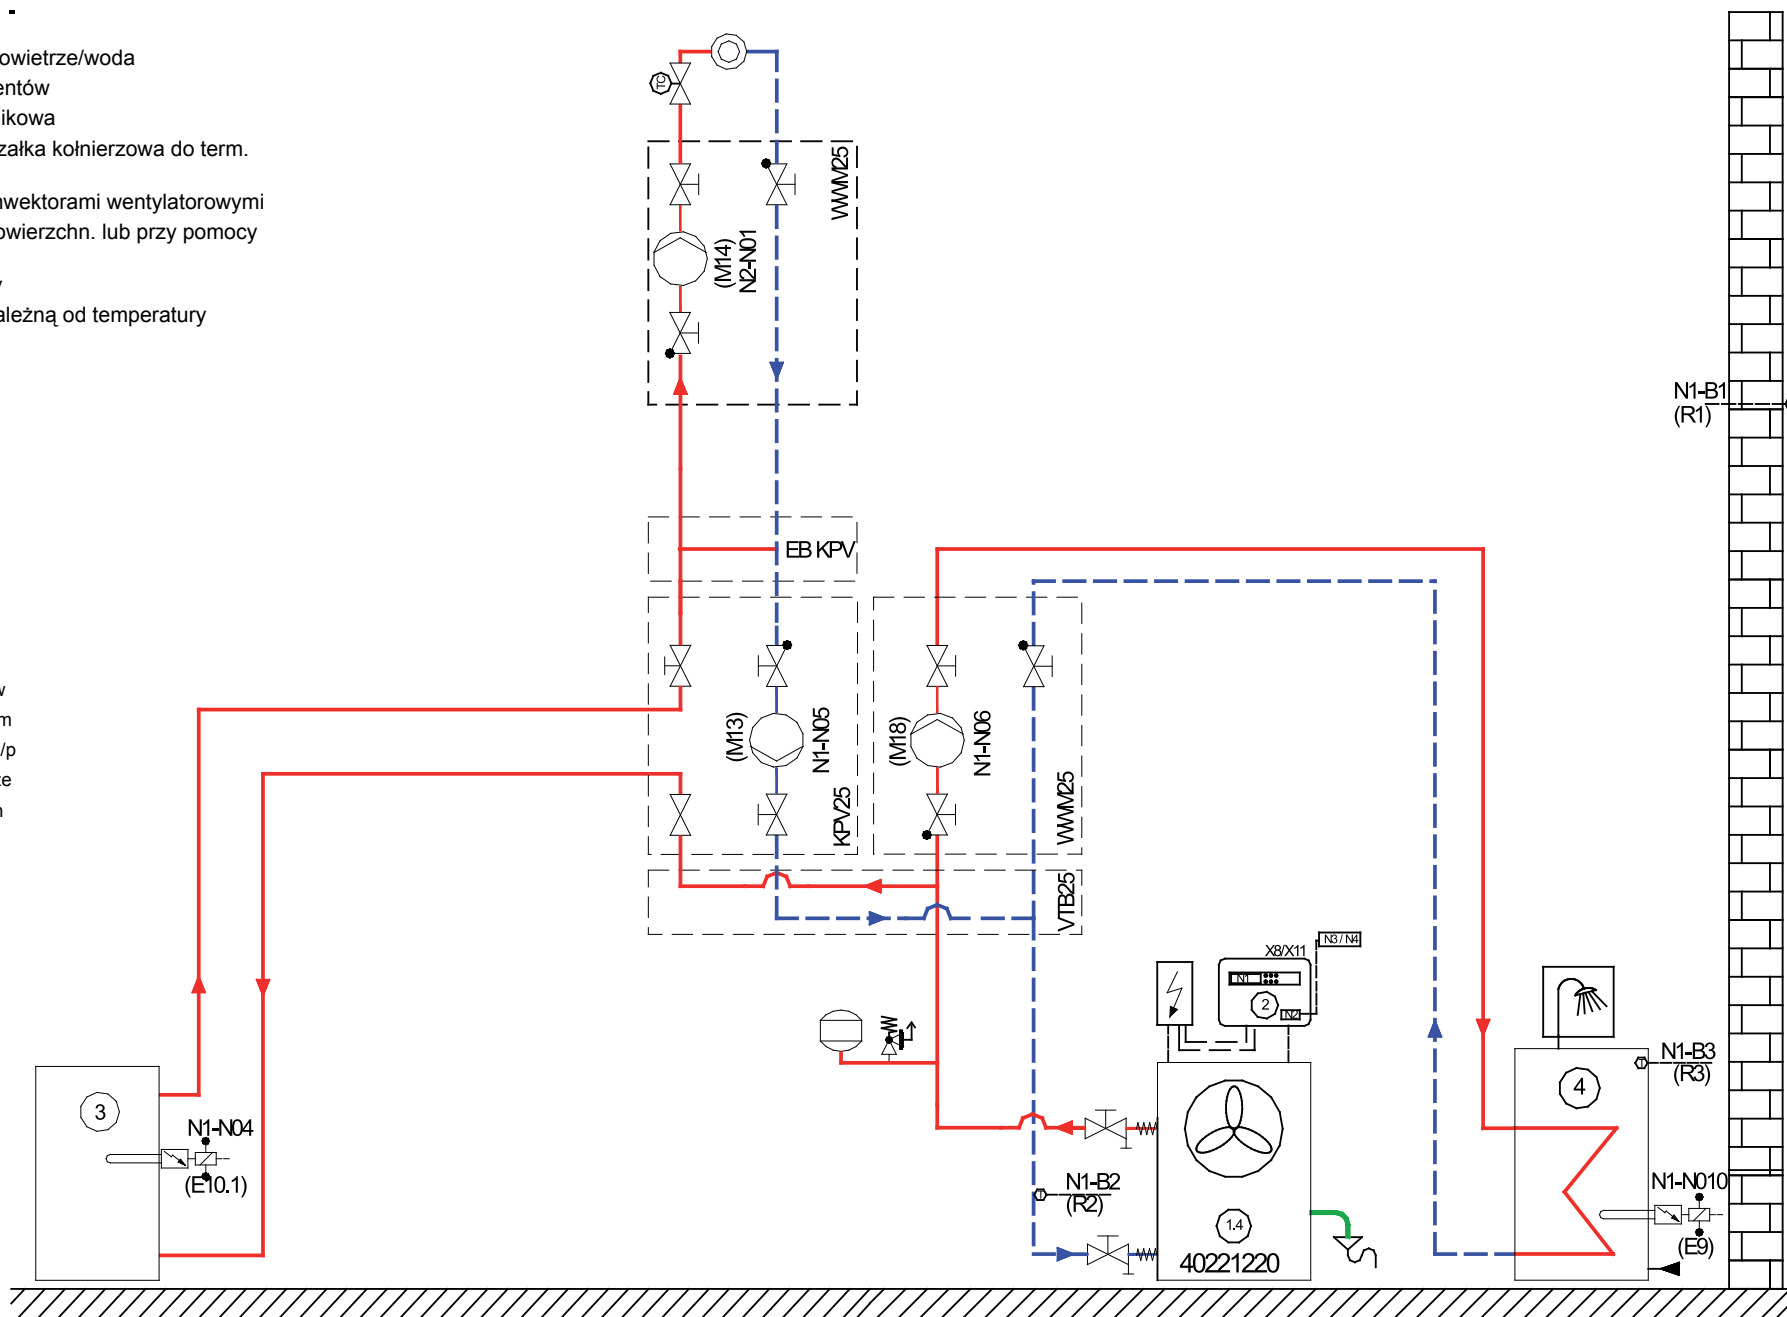 -
owietrze/woda
entów
ikowa
załka kołnierzowa do term.
nwektorami wentylatorowymi
owierzchn. lub przy pomocy
y
ależną od temperatury
w
m
/p
te
n
TC
WWM25
(M14)
N2-N01
N1-B1
(R1)
EB KPV
(M13)
N1-N05
KPV25
(M18)
N1-N06
WWM25
VTB25
X8/X11
N3 / N4
N1
2
N2
3
N1-N04
(E10.1)
N1-B2
(R2)
1.4
40221220
4
N1-B3
(R3)
N1-N010
(E9)